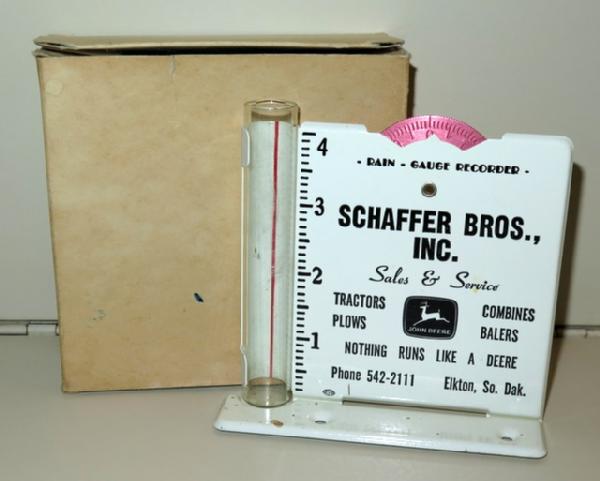 - RAIN - GAUGE RECORDER -
4
3
2
1
SCHAFFER BROS.,
INC.
Sales & Service
TRACTORS COMBINES
PLOWS BALERS
JOHN DEERE
NOTHING RUNS LIKE A DEERE
Phone 542-2111 Elkton, So. Dak.